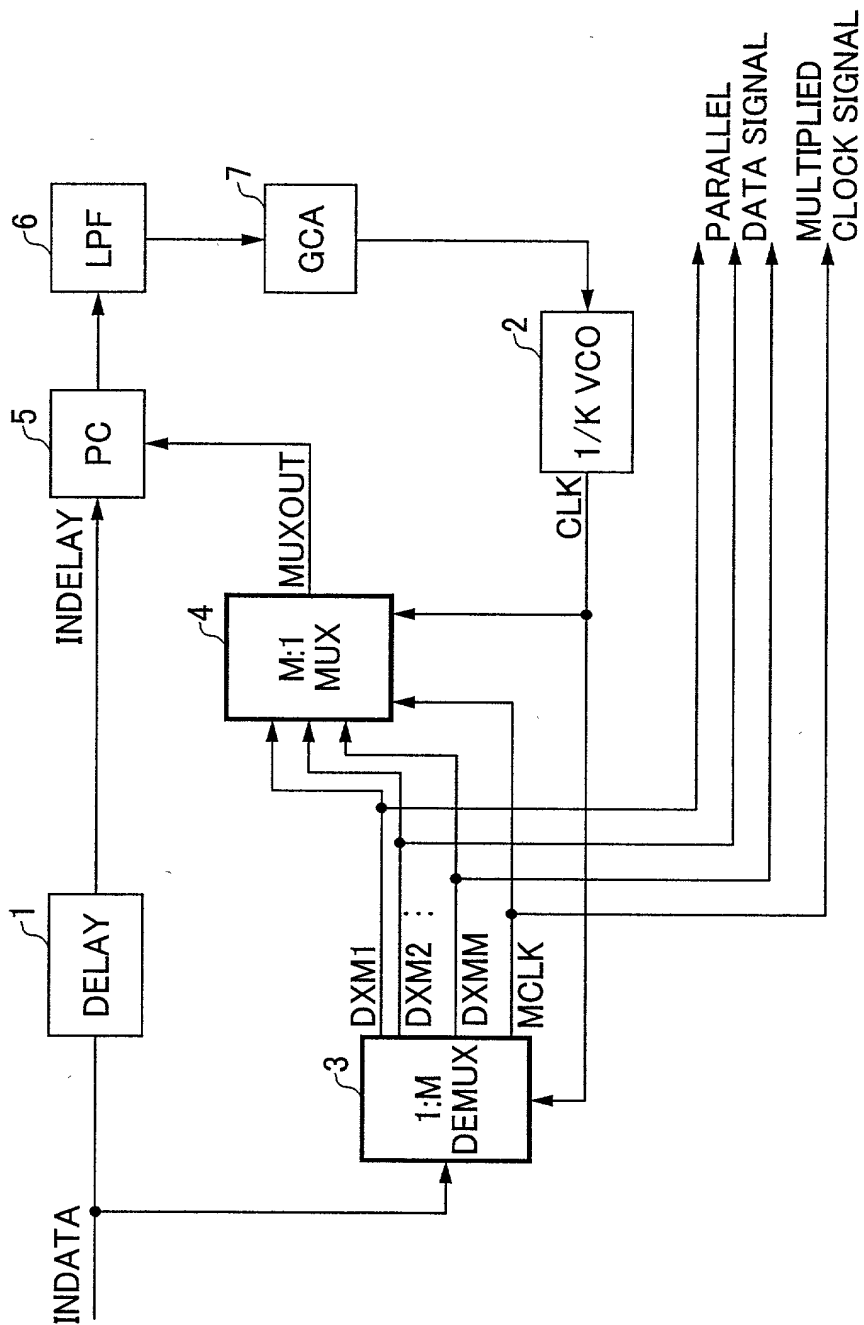 INDATA
1
DELAY
INDELAY
5
PC
6
LPF
7
GCA
4
M:1
MUX
MUXOUT
2
1/K VCO
CLK
3
1:M
DEMUX
DXM1
DXM2
...
DXMM
MCLK
PARALLEL
DATA SIGNAL
MULTIPLIED
CLOCK SIGNAL